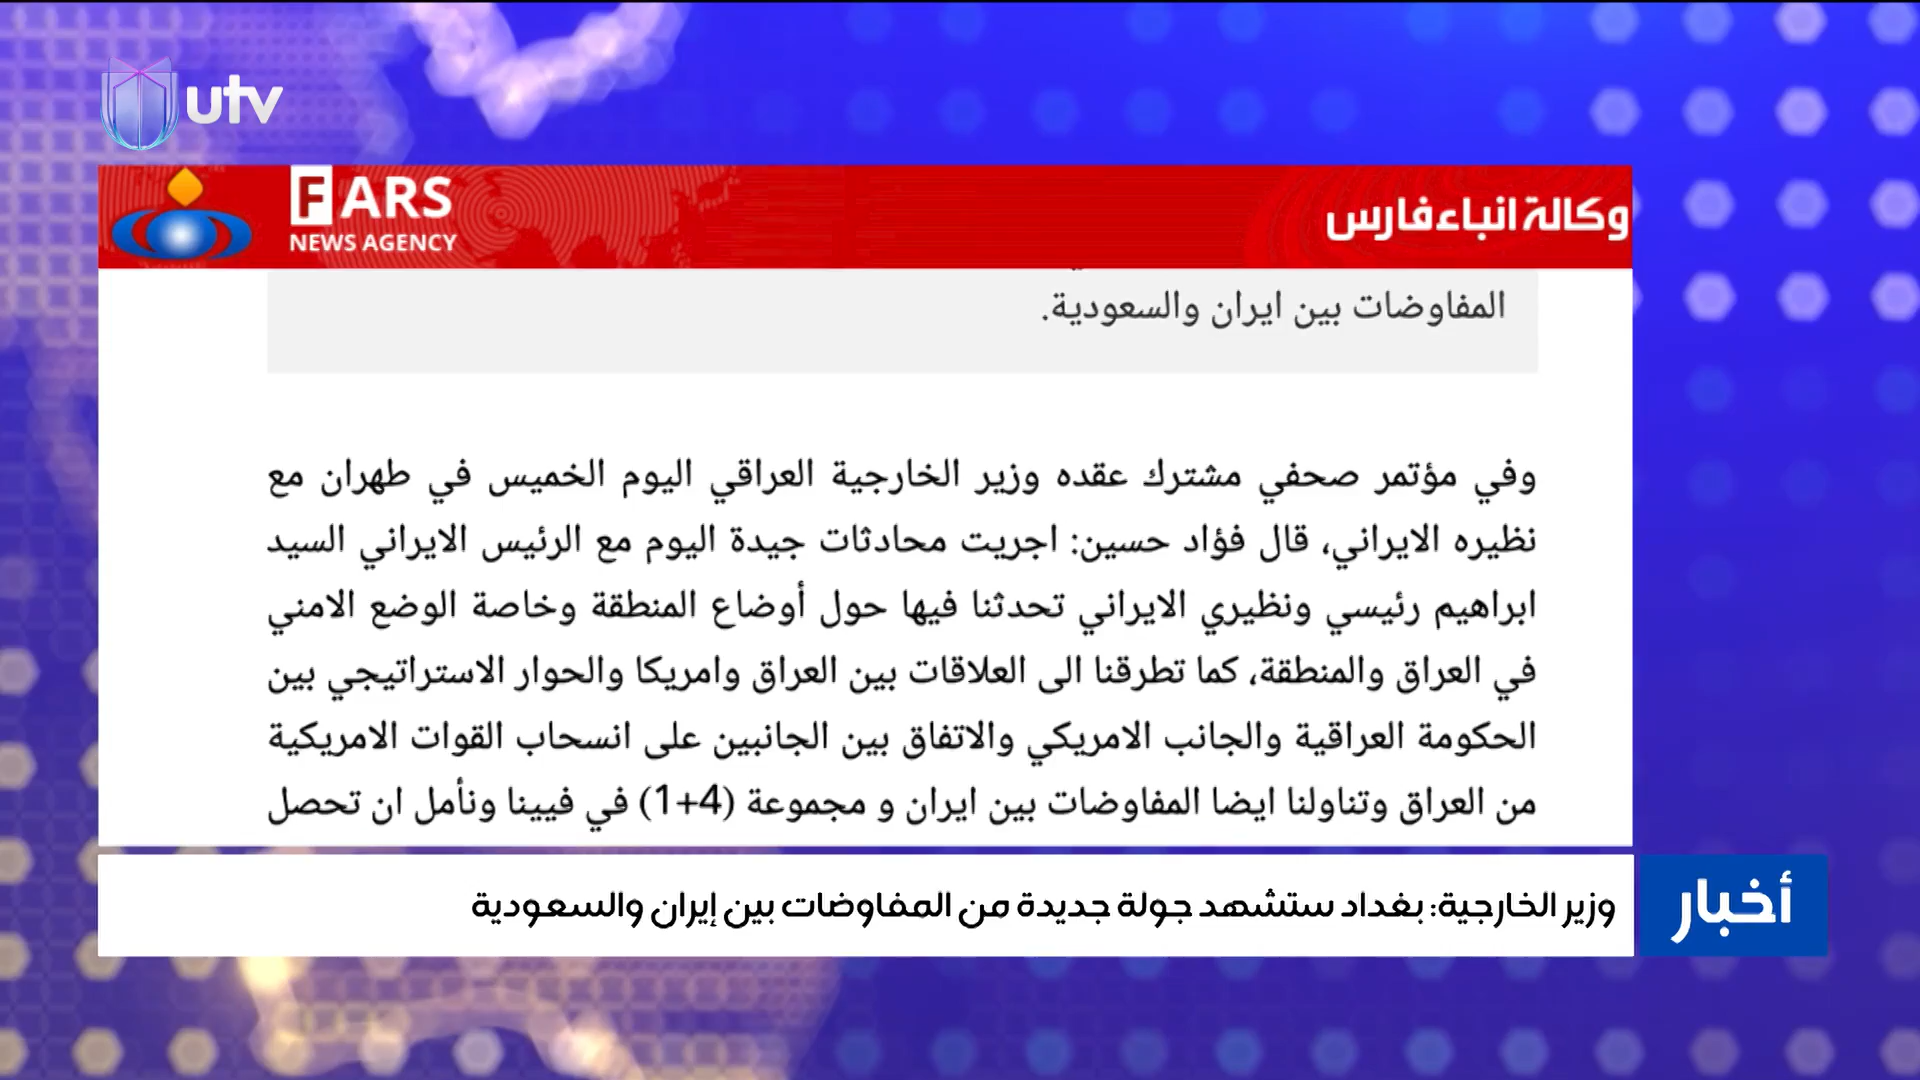 utv
FARS
NEWS AGENCY
وكالة انباء فارس
المفاوضات بين ايران والسعودية.
وفي مؤتمر صحفي مشترك عقده وزير الخارجية العراقي اليوم الخميس في طهران مع
نظيره الايراني، قال فؤاد حسين: اجريت محادثات جيدة اليوم مع الرئيس الايراني السيد
ابراهيم رئيسي ونظيري الايراني تحدثنا فيها حول أوضاع المنطقة وخاصة الوضع الامني
في العراق والمنطقة، كما تطرقنا الى العلاقات بين العراق وامريكا والحوار الاستراتيجي بين
الحكومة العراقية والجانب الامريكي والاتفاق بين الجانبين على انسحاب القوات الامريكية
من العراق وتناولنا ايضا المفاوضات بين ايران و مجموعة (4+1) في فيينا ونأمل ان تحصل
أخبار
وزير الخارجية: بغداد ستشهد جولة جديدة من المفاوضات بين إيران والسعودية